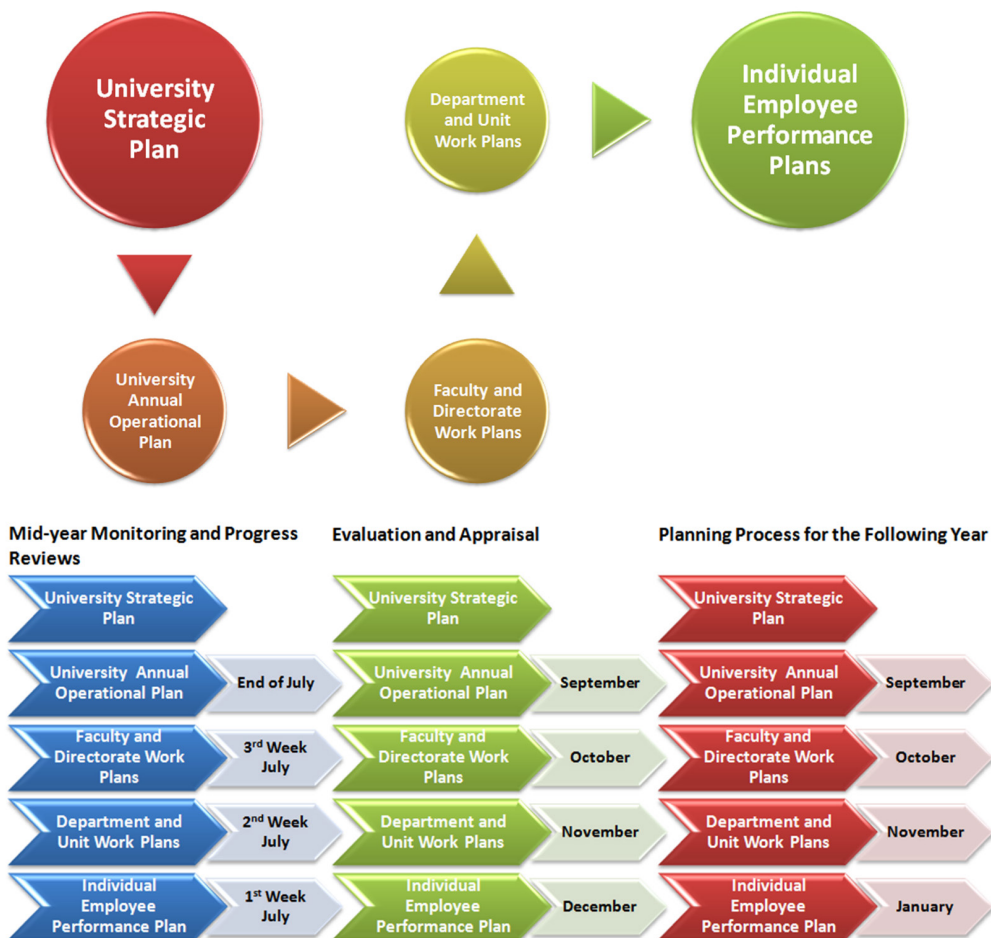 University
Strategic
Plan
Department
and Unit
Work Plans
Individual
Employee
Performance
Plans
University
Annual
Operational
Plan
Faculty and
Directorate
Work Plans
Mid-year Monitoring and Progress
Reviews
University Strategic
Plan
University Annual
Operational Plan
End of July
Faculty and
Directorate Work
Plans
3rd Week
July
Department and
Unit Work Plans
2nd Week
July
Individual
Employee
Performance Plan
1st Week
July
Evaluation and Appraisal
University Strategic
Plan
University Annual
Operational Plan
September
Faculty and
Directorate Work
Plans
October
Department and
Unit Work Plans
November
Individual
Employee
Performance Plan
December
Planning Process for the Following Year
University Strategic
Plan
University Annual
Operational Plan
September
Faculty and
Directorate Work
Plans
October
Department and
Unit Work Plans
November
Individual
Employee
Performance Plan
January